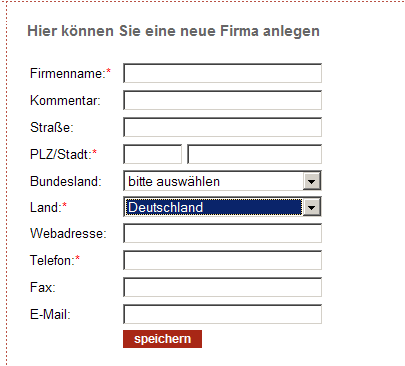 Hier können Sie eine neue Firma anlegen
Firmenname:*
Kommentar:
Straße:
PLZ/Stadt:*
Bundesland: bitte auswählen
Land:* Deutschland
Webadresse:
Telefon:*
Fax:
E-Mail:
speichern